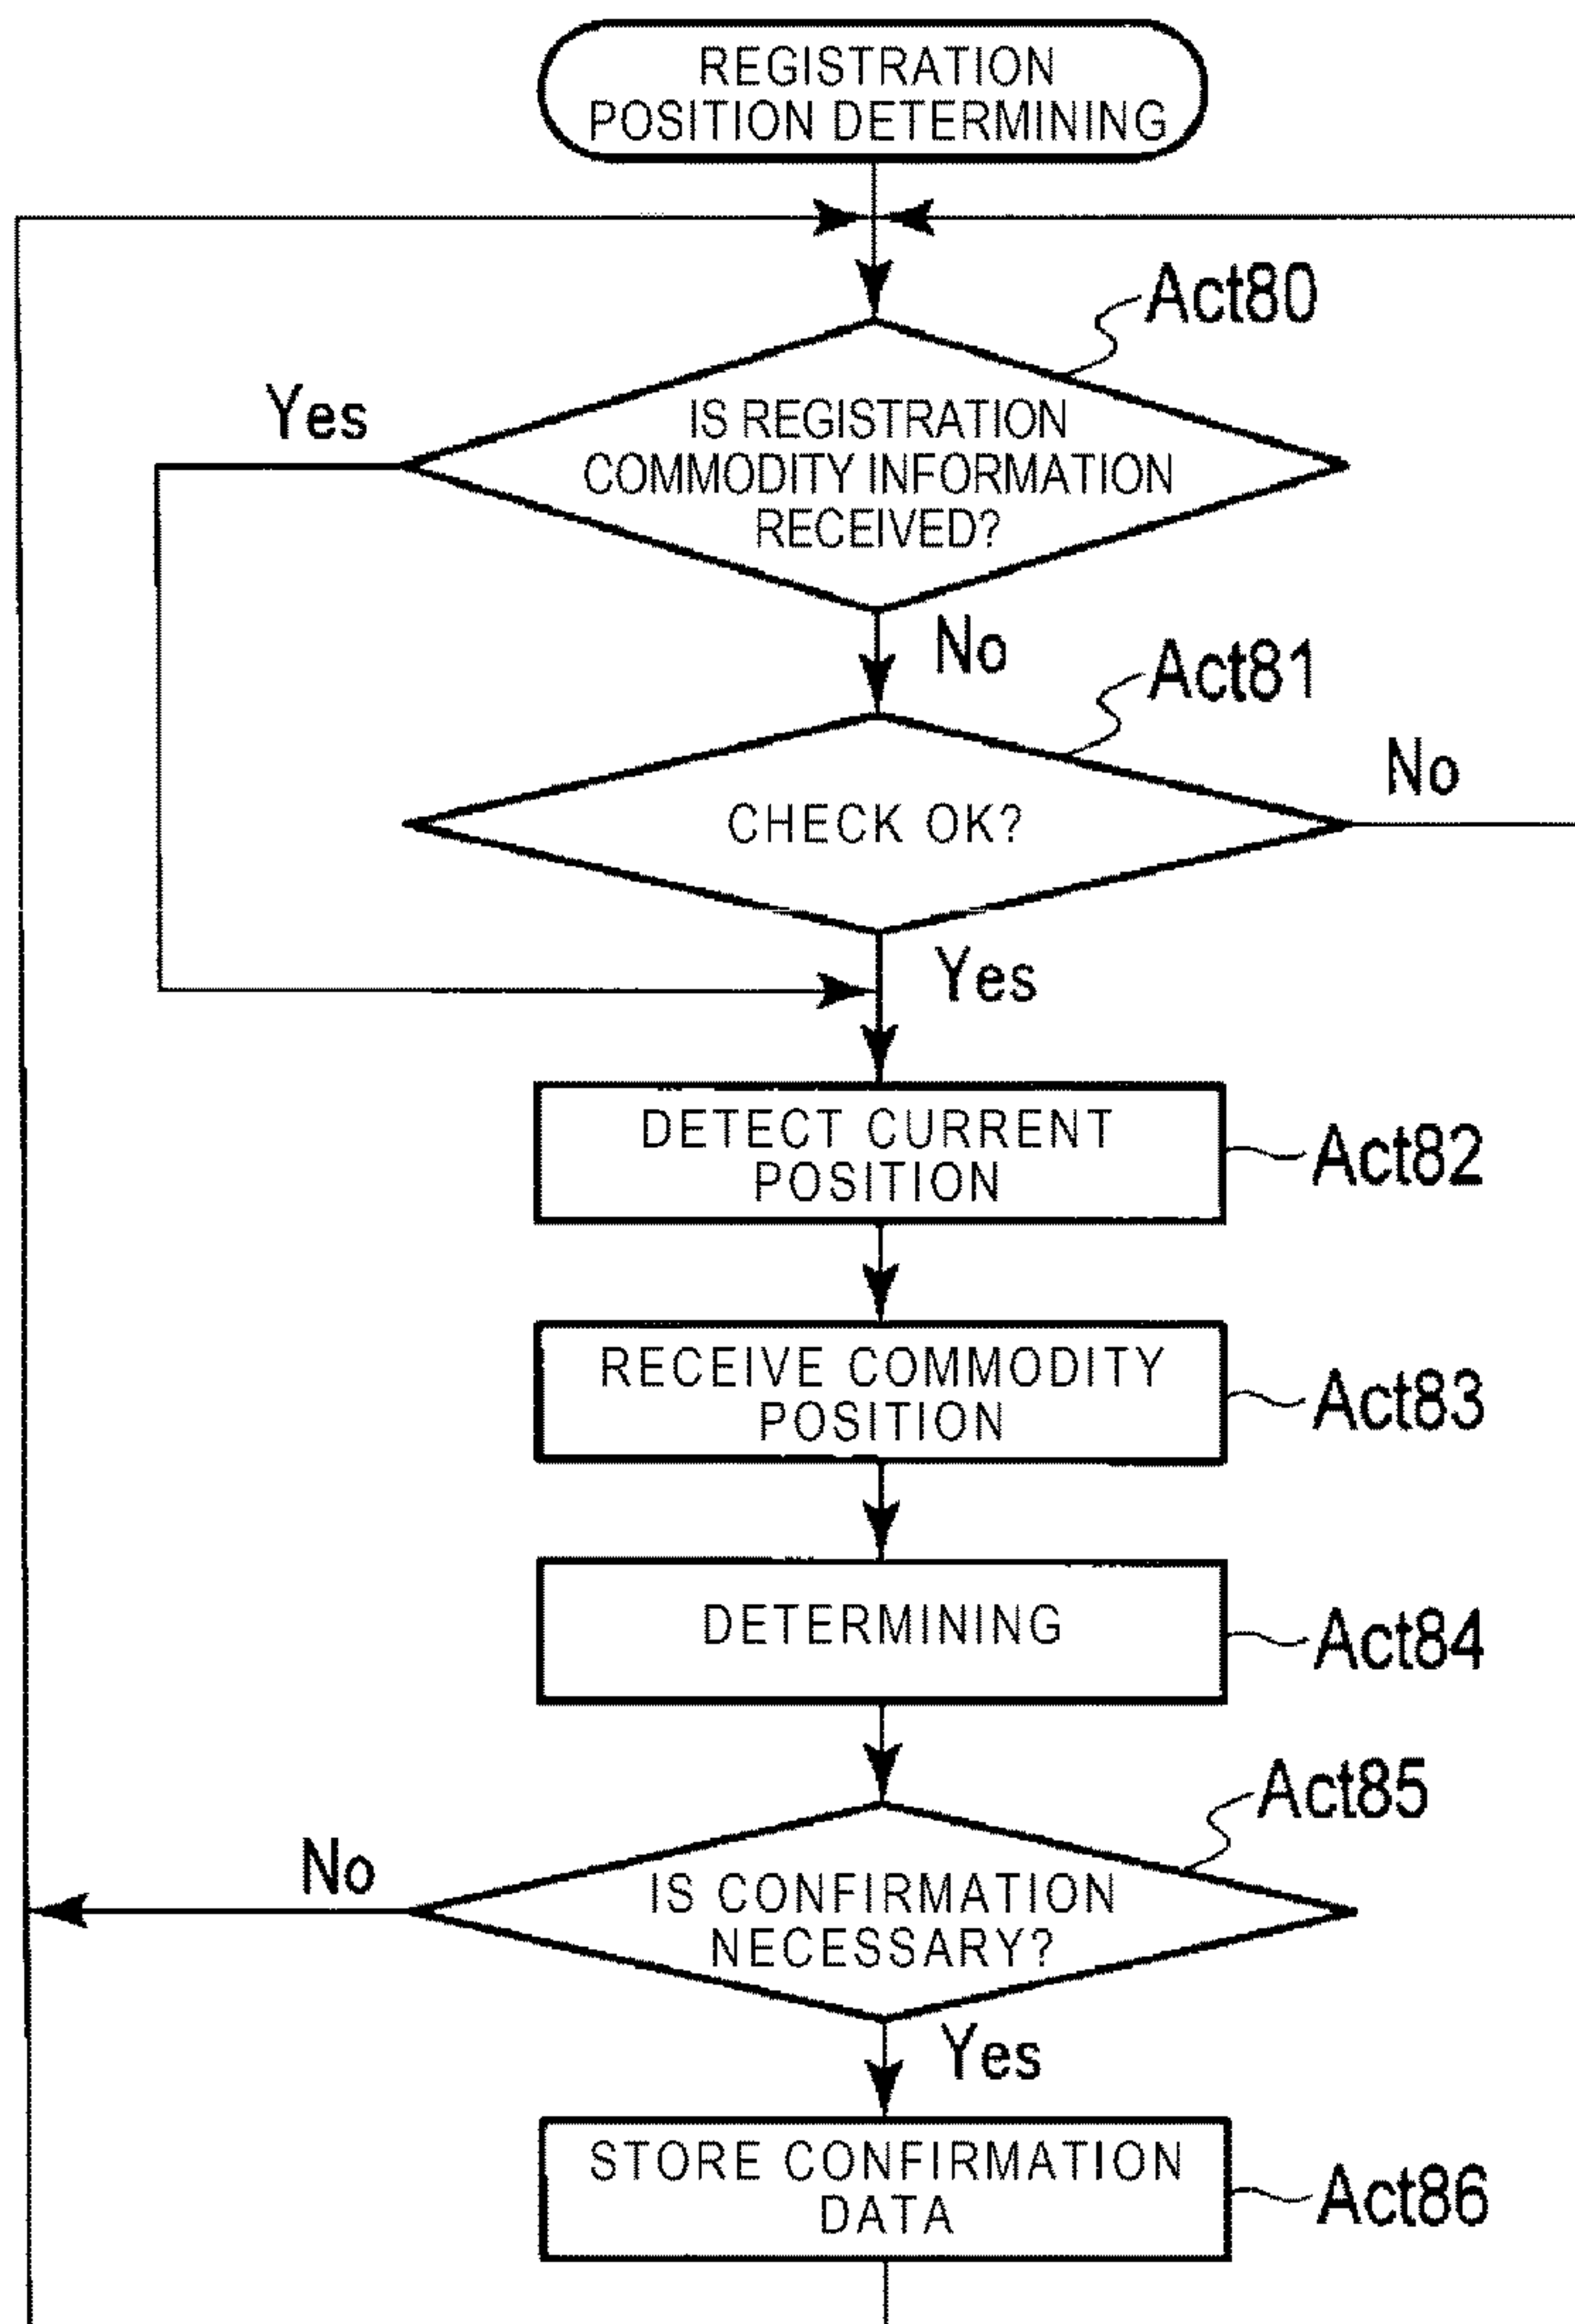 REGISTRATION
POSITION DETERMINING
Act80
Yes
IS REGISTRATION
COMMODITY INFORMATION
RECEIVED?
No
Act81
No
CHECK OK?
Yes
DETECT CURRENT
POSITION
Act82
RECEIVE COMMODITY
POSITION
Act83
DETERMINING
Act84
Act85
No
IS CONFIRMATION
NECESSARY?
Yes
STORE CONFIRMATION
DATA
Act86